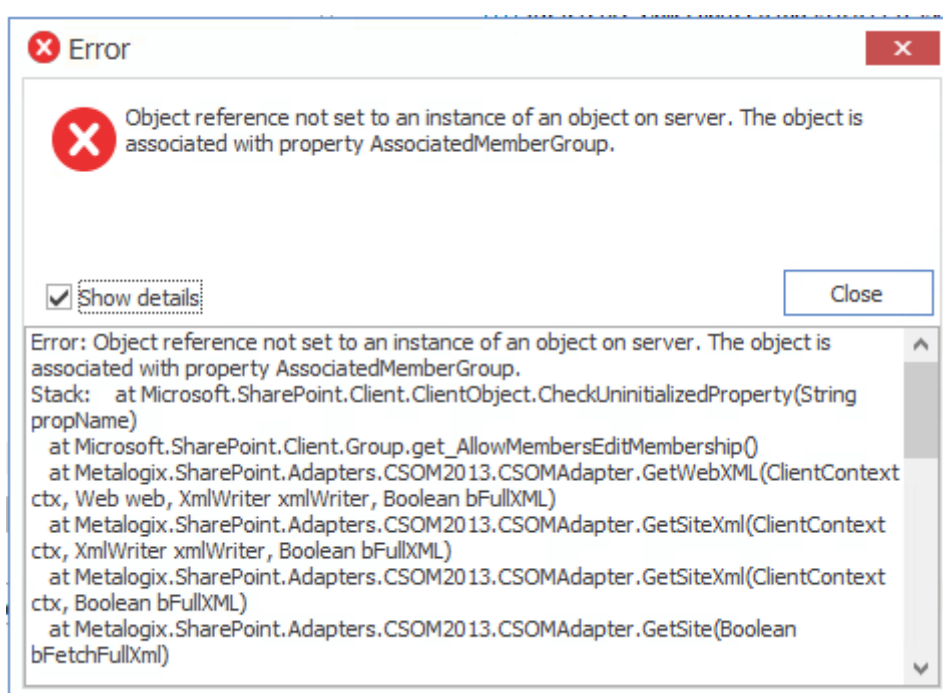 Error
Object reference not set to an instance of an object on server. The object is
associated with property AssociatedMemberGroup.
Show details
Close
Error: Object reference not set to an instance of an object on server. The object is
associated with property AssociatedMemberGroup.
Stack:    at Microsoft.SharePoint.Client.ClientObject.CheckUninitializedProperty(String
propName)
at Microsoft.SharePoint.Client.Group.get_AllowMembersEditMembership()
at Metalogix.SharePoint.Adapters.CSOM2013.CSOMAdapter.GetWebXML(ClientContext
ctx, Web web, XmlWriter xmlWriter, Boolean bFullXML)
at Metalogix.SharePoint.Adapters.CSOM2013.CSOMAdapter.GetSiteXml(ClientContext
ctx, XmlWriter xmlWriter, Boolean bFullXML)
at Metalogix.SharePoint.Adapters.CSOM2013.CSOMAdapter.GetSiteXml(ClientContext
ctx, Boolean bFullXML)
at Metalogix.SharePoint.Adapters.CSOM2013.CSOMAdapter.GetSite(Boolean
bFetchFullXml)